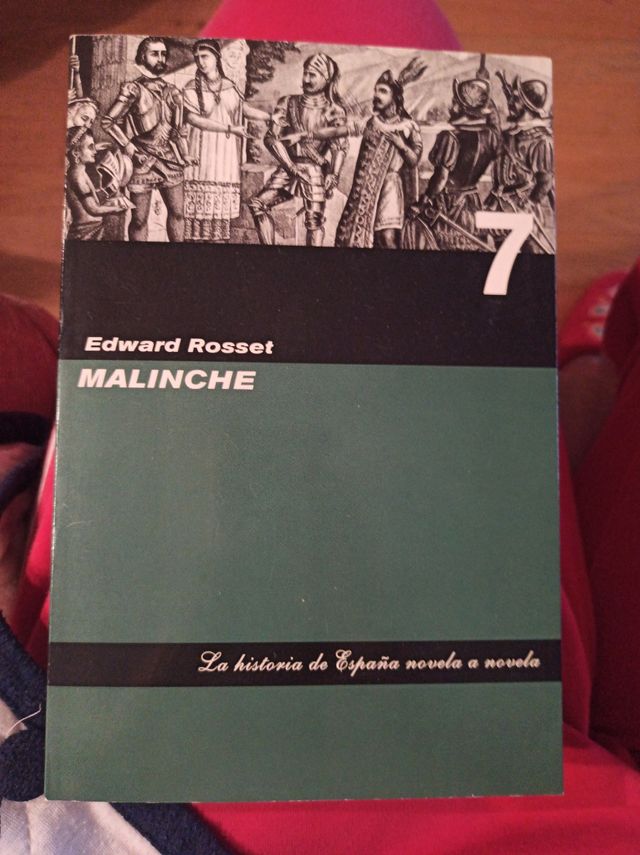 7
Edward Rosset
MALINCHE
La historia de España novela a novela